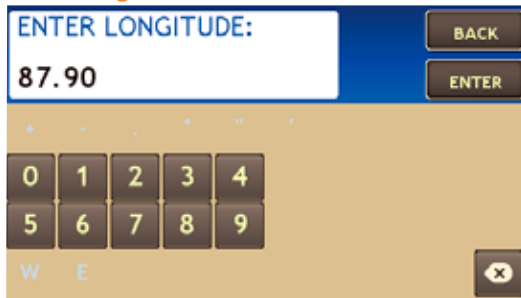 ENTER LONGITUDE:
BACK
87.90
ENTER
+ - . ° " '
0 1 2 3 4
5 6 7 8 9
W E